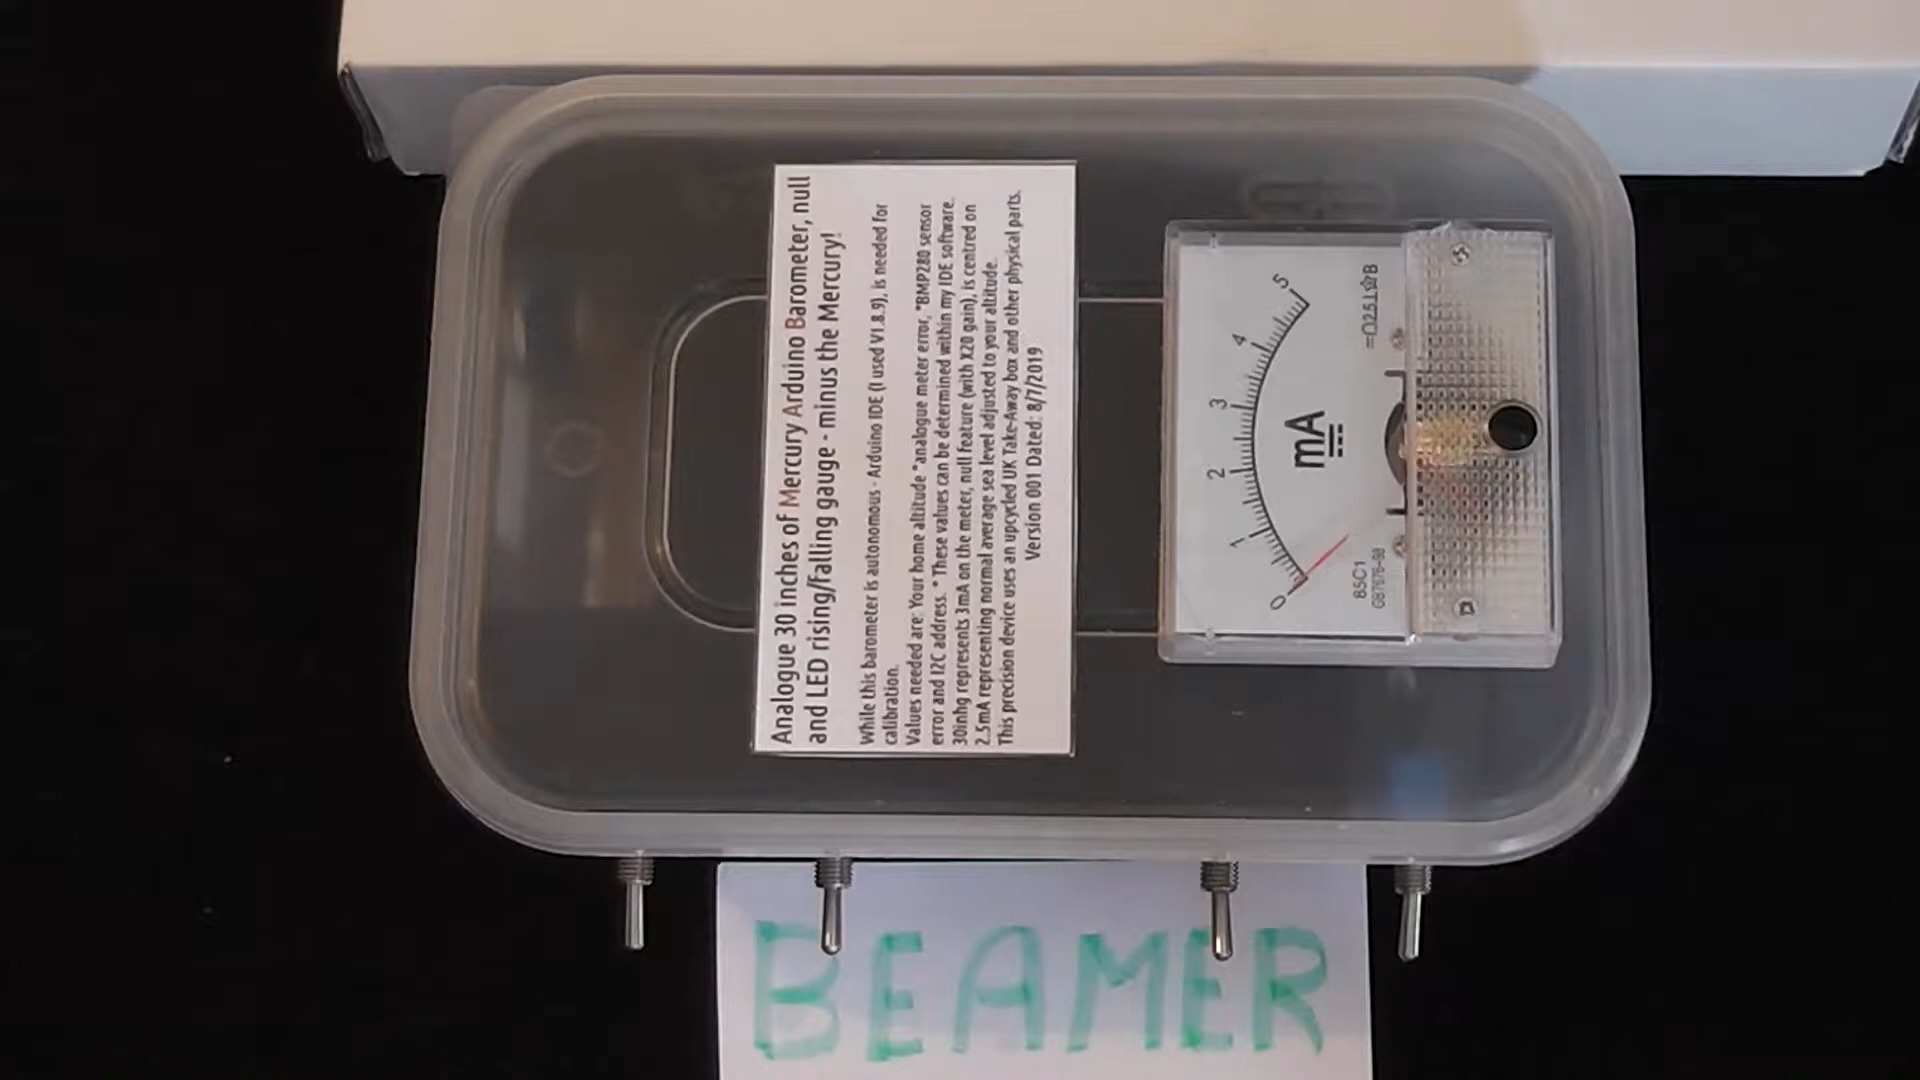 Analogue 30 inches of Mercury Arduino Barometer, null
and LED rising/falling gauge - minus the Mercury!
While this barometer is autonomous - Arduino IDE (I used V1.8.9), is needed for
calibration.
Values needed are: Your home altitude *analogue meter error, *BMP280 sensor
error and I2C address. * These values can be determined within my IDE software.
30inhg represents 3mA on the meter, null feature (with X20 gain), is centred on
2.5mA representing normal average sea level adjusted to your altitude.
This precision device uses an upcycled UK Take-Away box and other physical parts.
Version 001 Dated: 8/7/2019
0 1 2 3 4 5
mA
85C1
GB7676-98
2.5
BEAMER